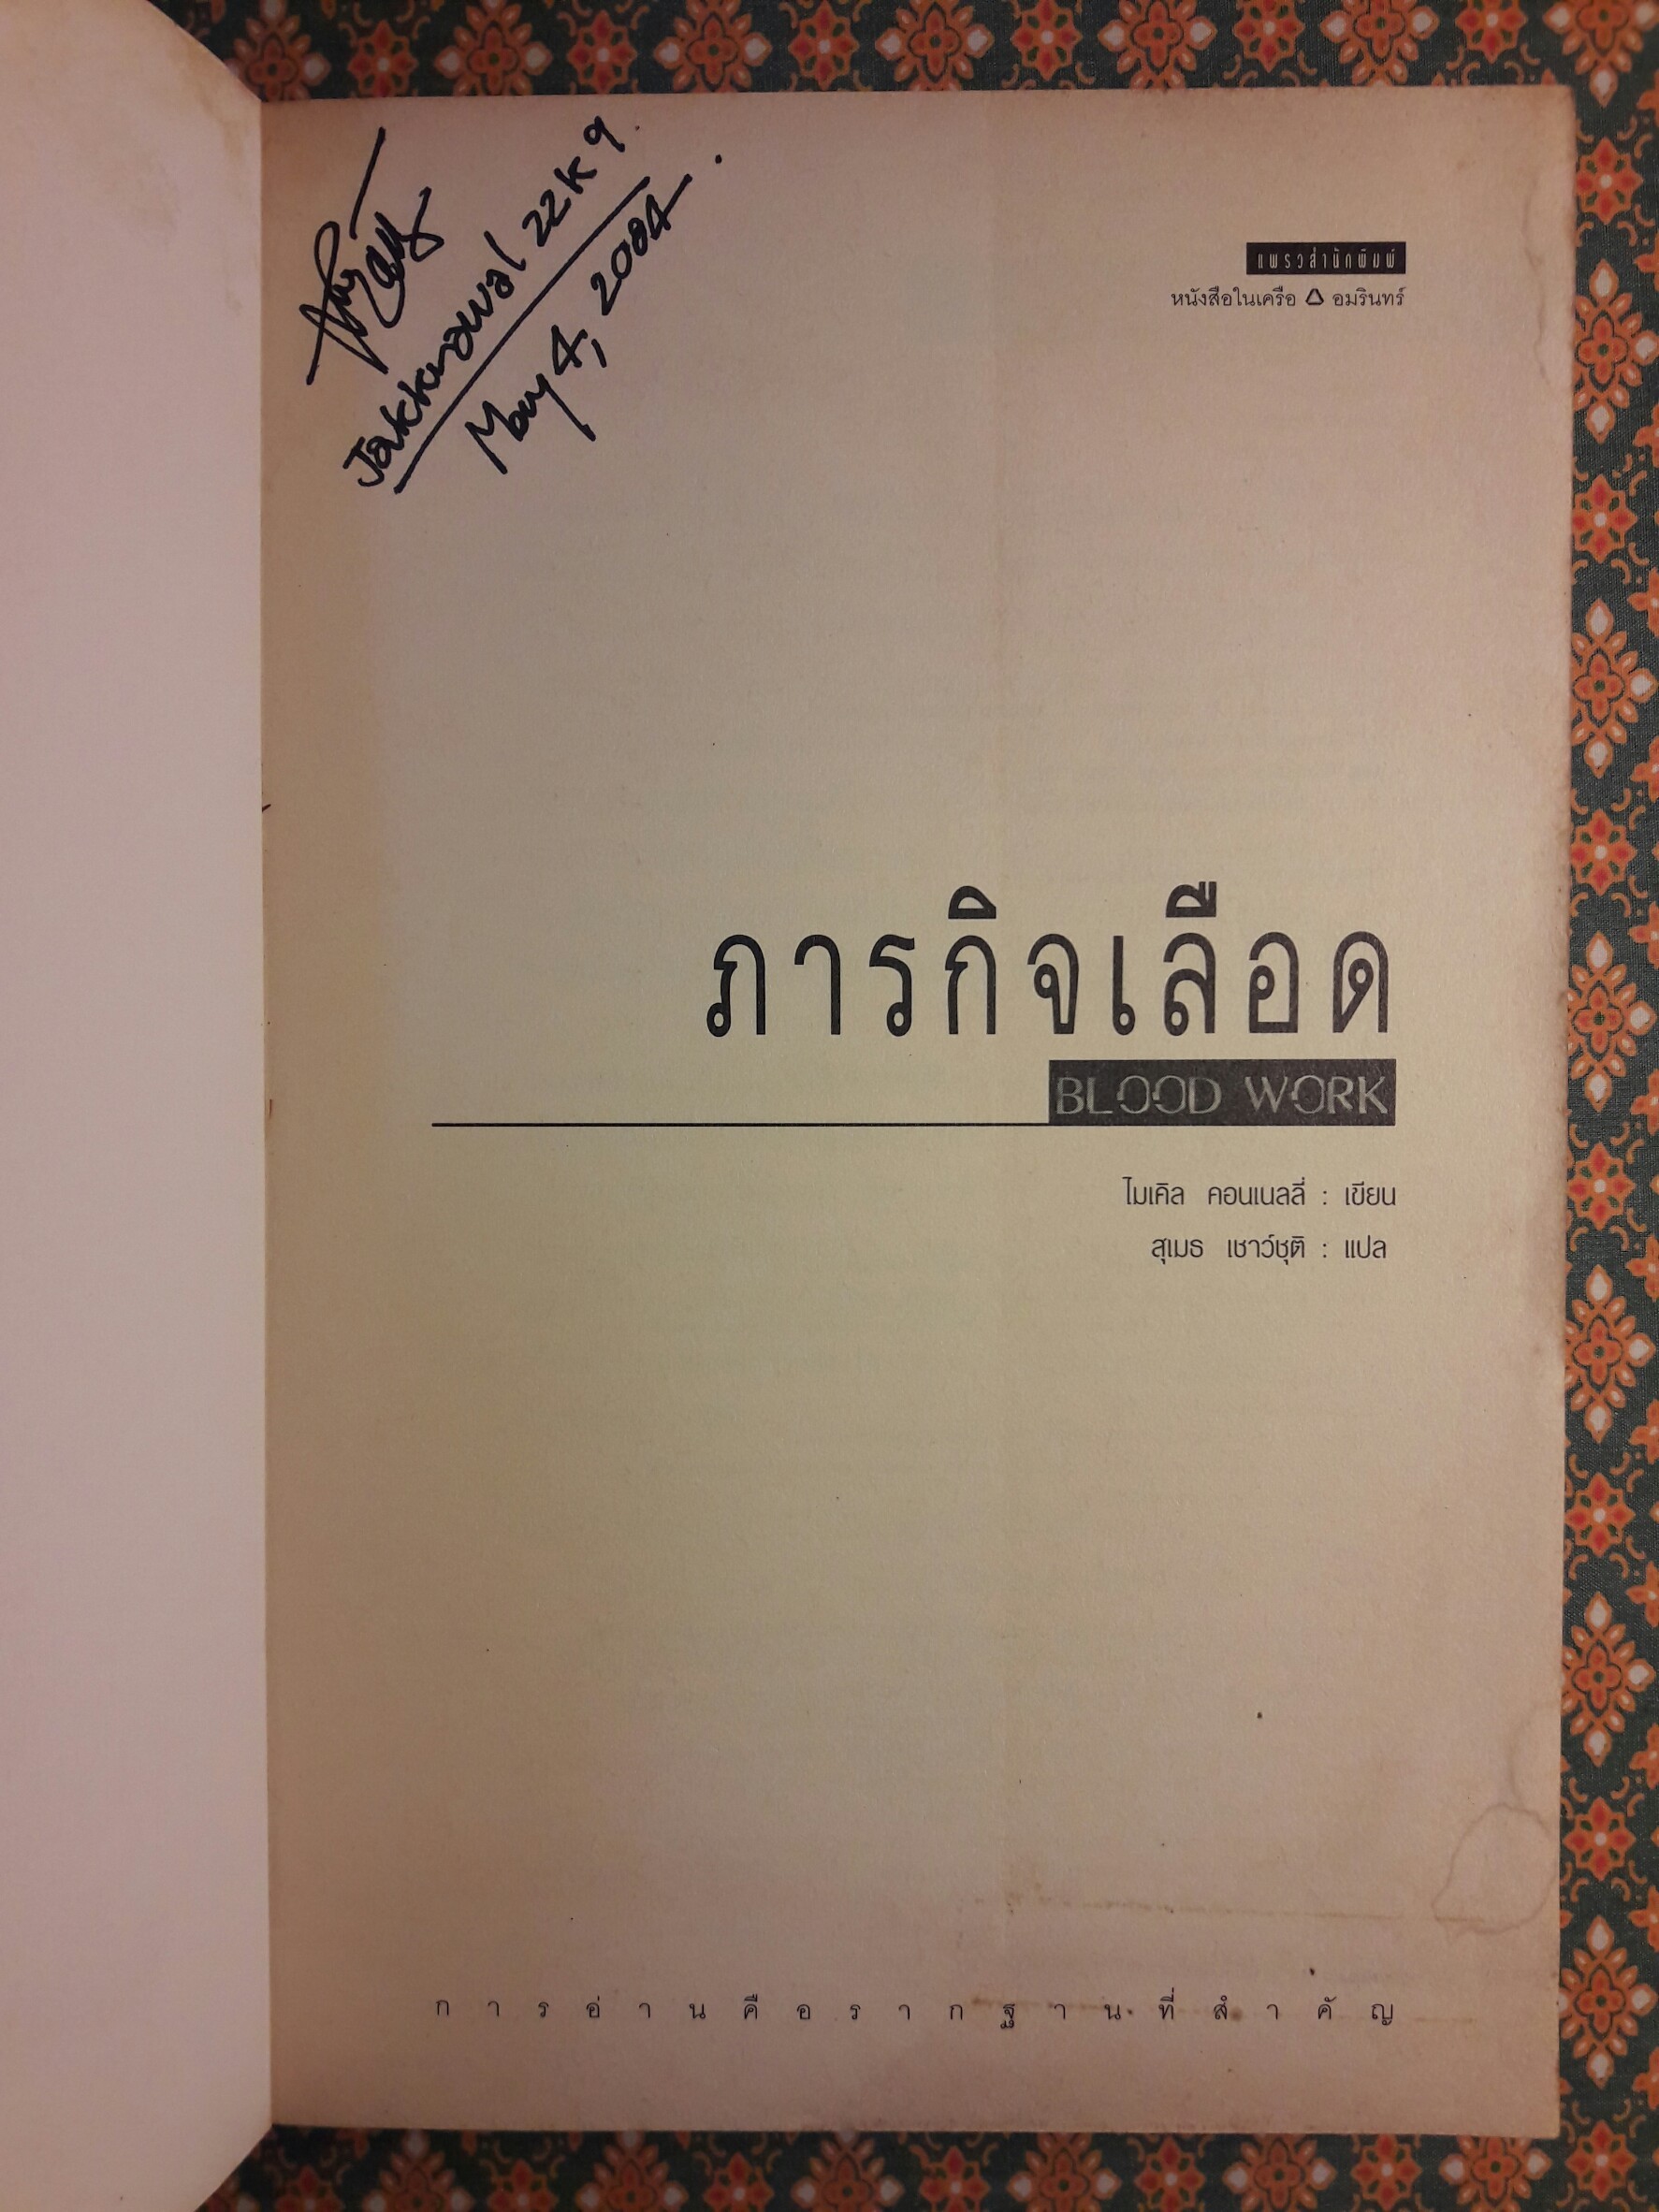 Jakkrawal 22k9
May 4, 2004
แพรวสำนักพิมพ์
หนังสือในเครือ อมรินทร์
ภารกิจเลือด
BLOOD WORK
ไมเคิล คอนเนลลี่ : เขียน
สุเมธ เชาว์ชุติ : แปล
การอ่านคือรากฐานที่สำคัญ